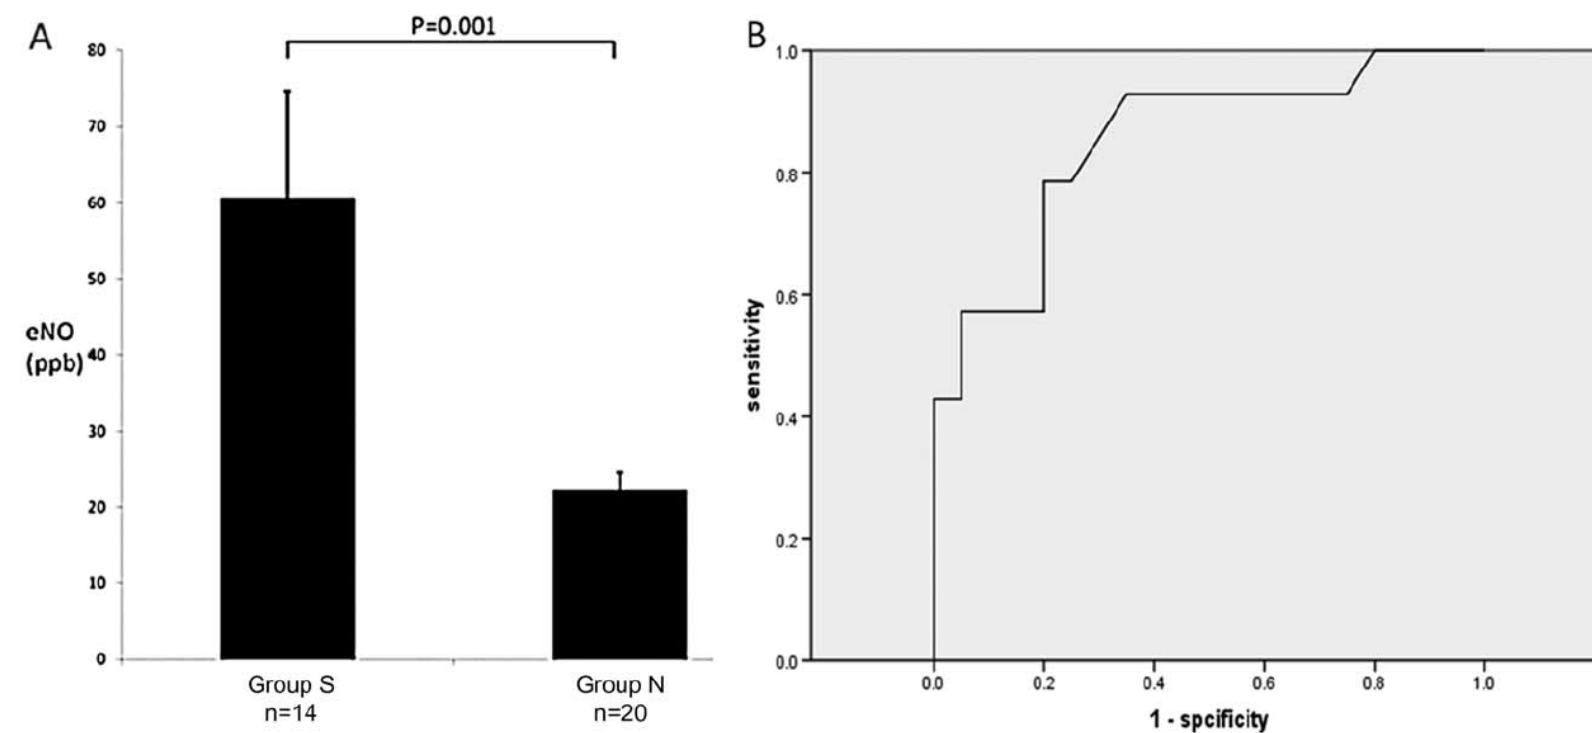 A
P=0.001
80
70
60
50
eNO
(ppb)
40
30
20
10
0
Group S
n=14
Group N
n=20
B
1.0
0.8
0.6
sensitivity
0.4
0.2
0.0
0.0 0.2 0.4 0.6 0.8 1.0
1 - spcificity